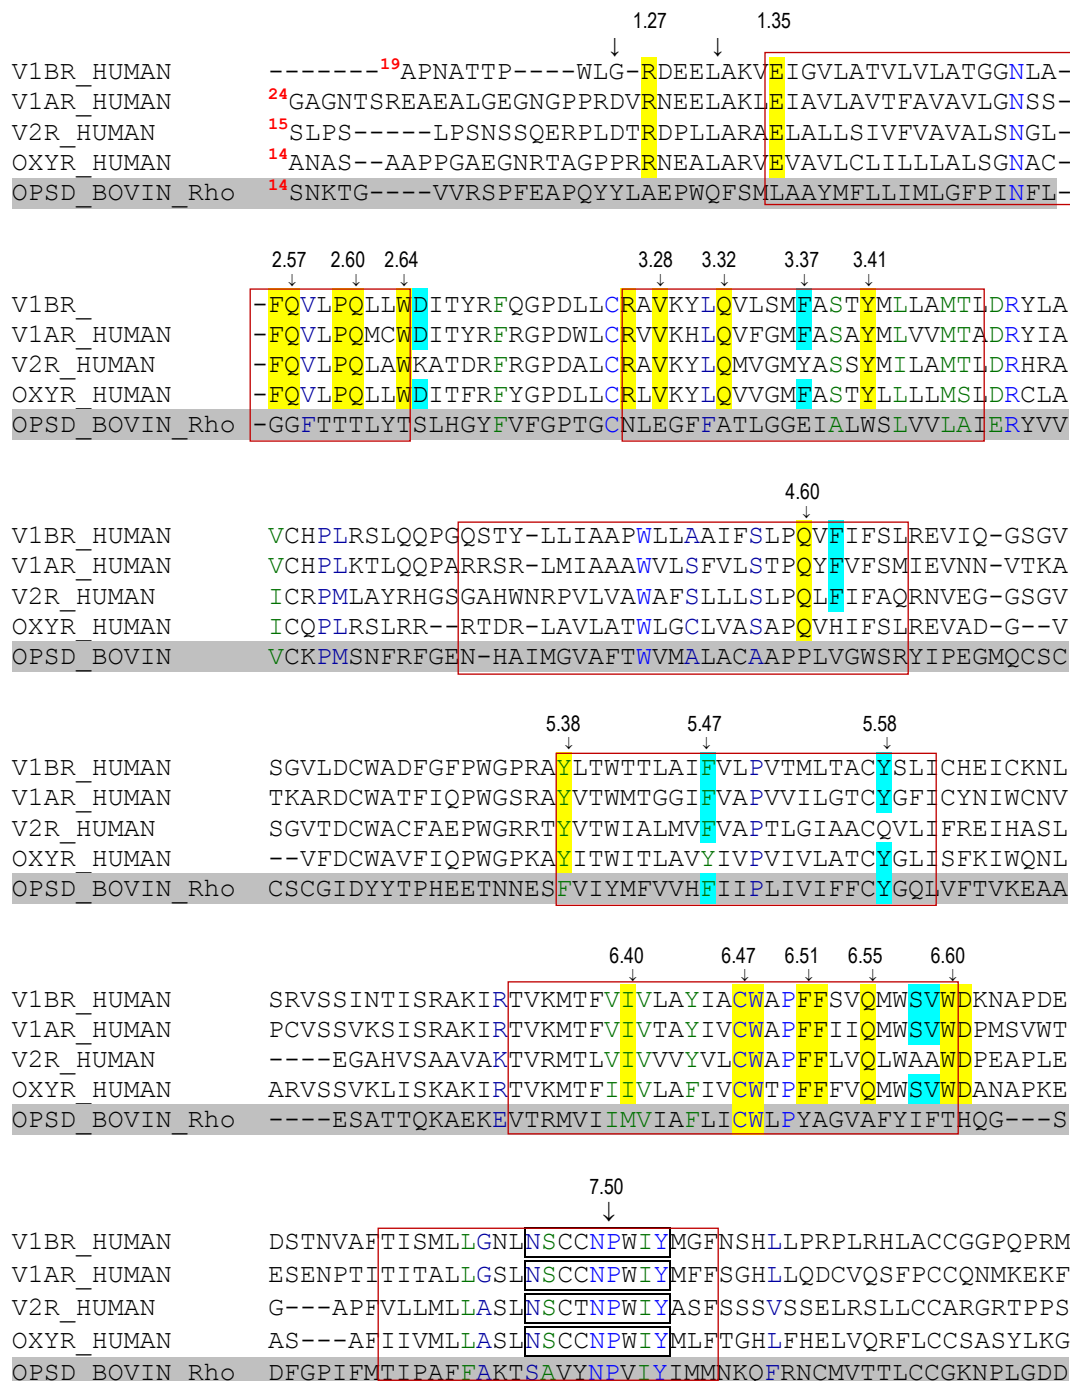 1.27 1.35
↓ ↓
V1BR_HUMAN -------19APNATTP----WLG-RDEELAKVEIGVLATVLVLATGGNLA-
V1AR_HUMAN 24GAGNTSREAEALGEGNGPPRDVRNEELAKLEIAVLAVTFAVAVLGNSS-
V2R_HUMAN 15SLPS-----LPSNSSQERPLDTRDPLLARAELALLSIVFVAVALSNGL-
OXYR_HUMAN 14ANAS--AAPPGAEGNRTAGPPRRNEALARVEVAVLCLILLLALSGNAC-
OPSD_BOVIN_Rho 14SNKTG----VVRSPFEAPQYYLAEPWQFSMLAAYMFLLIMLGFPINFL-
2.57 2.60 2.64 3.28 3.32 3.37 3.41
↓ ↓ ↓ ↓ ↓ ↓ ↓
V1BR_ -FQVLPQLLWDITYRFQGPDLLCRAVKYLQVLSMFASTYMLLAMTLDRYLA
V1AR_HUMAN -FQVLPQMCWDITYRFRGPDWLCRVVKHLQVFGMFASAYMLVVMTADRYIA
V2R_HUMAN -FQVLPQLAWKATDRFRGPDALCRAVKYLQMVGMYASSYMILAMTLDRHRA
OXYR_HUMAN -FQVLPQLLWDITFRFYGPDLLCRLVKYLQVVGMFASTYLLLLMSLDRCLA
OPSD_BOVIN_Rho -GGFTTTLYTSLHGYFVFGPTGCNLEGFFATLGGEIALWSLVVLAIERYVV
4.60
↓
V1BR_HUMAN VCHPLRSLQQPGQSTY-LLIAAPWLLAAIFSLPQVFIFSLREVIQ-GSGV
V1AR_HUMAN VCHPLKTLQQPARRSR-LMIAAAWVLSFVLSTPQYFVFSMIEVNN-VTKA
V2R_HUMAN ICRPMLAYRHGSGAHWNRPVLVAWAFSLLLSLPQLFIFAQRNVEG-GSGV
OXYR_HUMAN ICQPLRSLRR--RTDR-LAVLATWLGCLVASAPQVHIFSLREVAD-G--V
OPSD_BOVIN VCKPMSNFRFGEN-HAIMGVAFTWVMALACAAPPLVGWSRYIPEGMQCSC
5.38 5.47 5.58
↓ ↓ ↓
V1BR_HUMAN SGVLDCWADFGFPWGPRAYLTWTTLAIFVLPVTMLTACYSLICHEICKNL
V1AR_HUMAN TKARDCWATFIQPWGSRAYVTWMTGGIFVAPVVILGTCYGFICYNIWCNV
V2R_HUMAN SGVTDCWACFAEPWGRRTYVTWIALMVFVAPTLGIAACQVLIFREIHASL
OXYR_HUMAN --VFDCWAVFIQPWGPKAYITWITLAVYIVPVIVLATCYGLISFKIWQNL
OPSD_BOVIN_Rho CSCGIDYYTPHEETNNESFVIYMFVVHFIIPLIVIFFCYGQLVFTVKEAA
6.40 6.47 6.51 6.55 6.60
↓ ↓ ↓ ↓ ↓
V1BR_HUMAN SRVSSINTISRAKIRTVKMTFVIVLAYIACWAPFFSVQMWSVWDKNAPDE
V1AR_HUMAN PCVSSVKSISRAKIRTVKMTFVIVTAYIVCWAPFFIIQMWSVWDPMSVWT
V2R_HUMAN ----EGAHVSAAVAKTVRMTLVIVVVYVLCWAPFFLVQLWAAWDPEAPLE
OXYR_HUMAN ARVSSVKLISKAKIRTVKMTFIIVLAFIVCWTPFFFVQMWSVWDANAPKE
OPSD_BOVIN_Rho ----ESATTQKAEKEVTRMVIIMVIAFLICWLPYAGVAFYIFTHQG---S
7.50
↓
V1BR_HUMAN DSTNVAFTISMLLGNLNSCCNPWIYMGFNSHLLPRPLRHLACCGGPQPRM
V1AR_HUMAN ESENPTITITALLGSLNSCCNPWIYMFFSGHLLQDCVQSFPCCQNMKEKF
V2R_HUMAN G---APFVLLMLLASLNSCTNPWIYASFSSSVSSELRSLLCCARGRTPPS
OXYR_HUMAN AS---AFIIVMLLASLNSCCNPWIYMLFTGHLFHELVQRFLCCSASYLKG
OPSD_BOVIN_Rho DFGPIFMTIPAFFAKTSAVYNPVIYIMMNKQFRNCMVTTLCCGKNPLGDD